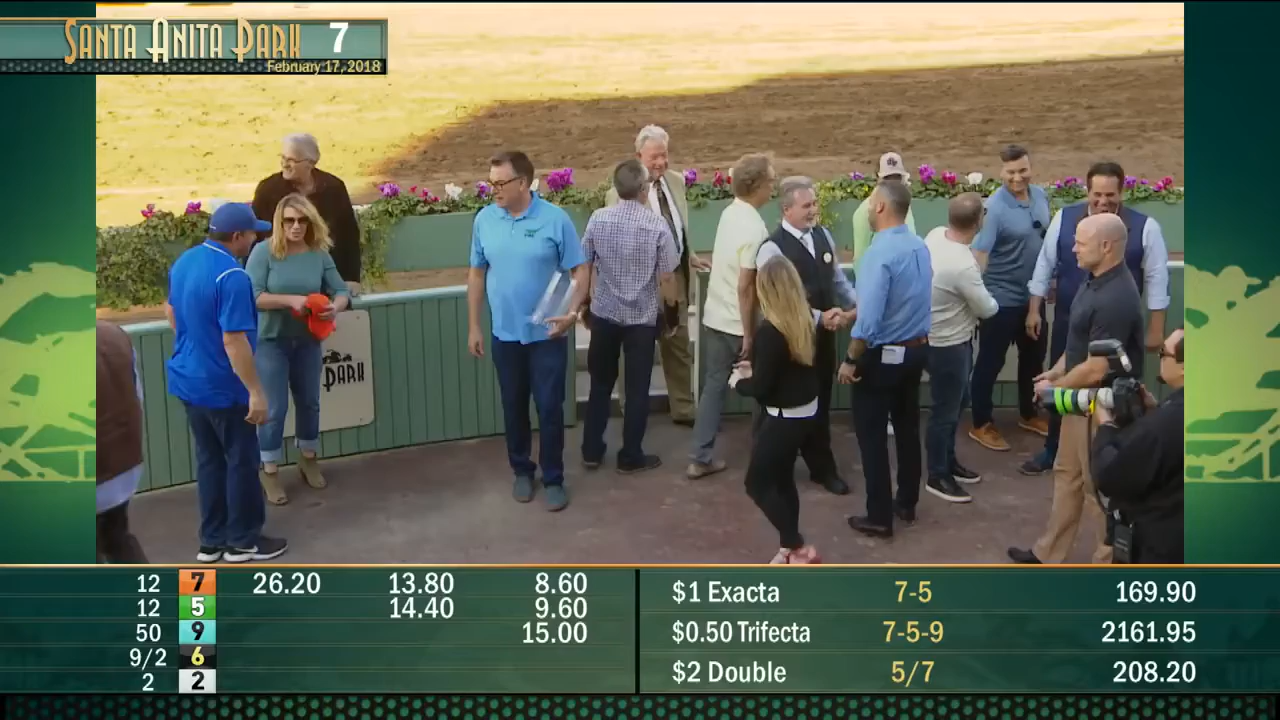 SANTA ANITA PARK 7
February 17, 2018
PARK
12 7 26.20 13.80 8.60
12 5 14.40 9.60
50 9 15.00
9/2 6
2 2
$1 Exacta 7-5 169.90
$0.50 Trifecta 7-5-9 2161.95
$2 Double 5/7 208.20